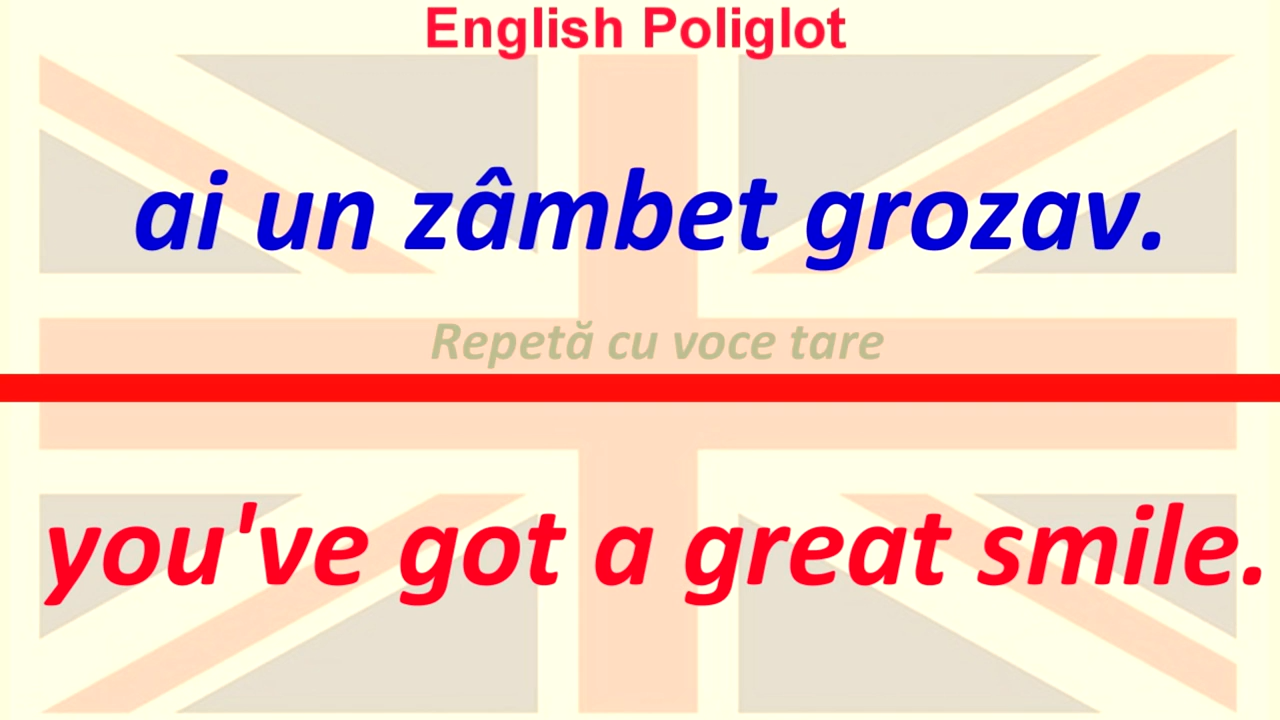 English Poliglot
ai un zâmbet grozav.
Repetă cu voce tare
you've got a great smile.